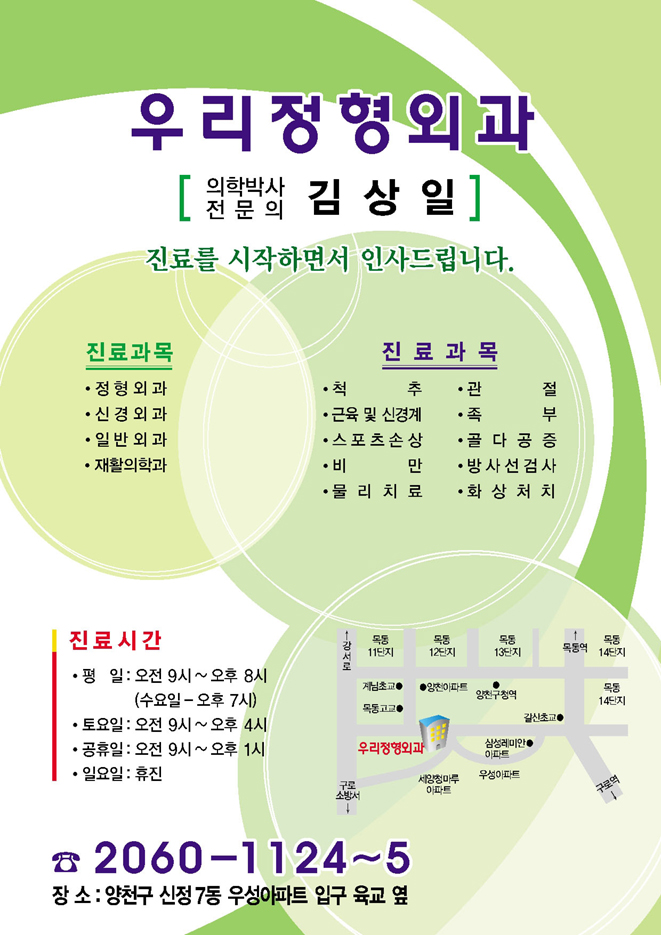 우리정형외과
[ 의학박사 전문의 김상일 ]
진료를 시작하면서 인사드립니다.
진료과목
• 정형외과
• 신경외과
• 일반외과
• 재활의학과
진료과목
• 척 추 • 관 절
• 근육 및 신경계 • 족 부
• 스포츠손상 • 골다공증
• 비 만 • 방사선검사
• 물리치료 • 화상처치
진료시간
• 평 일 : 오전 9시 ~ 오후 8시
(수요일 – 오후 7시)
• 토요일 : 오전 9시 ~ 오후 4시
• 공휴일 : 오전 9시 ~ 오후 1시
• 일요일 : 휴진
↑
강서로
목동 11단지
목동 12단지
목동 13단지
↑
목동역
목동 14단지
계남초교
양천아파트
양천구청역
목동 14단지
목동고교
갈산초교
우리정형외과
삼성레미안 아파트
세양청마루 아파트
우성아파트
구로 소방서
↓
구로역
↓
☎ 2060-1124~5
장 소 : 양천구 신정7동 우성아파트 입구 육교 옆